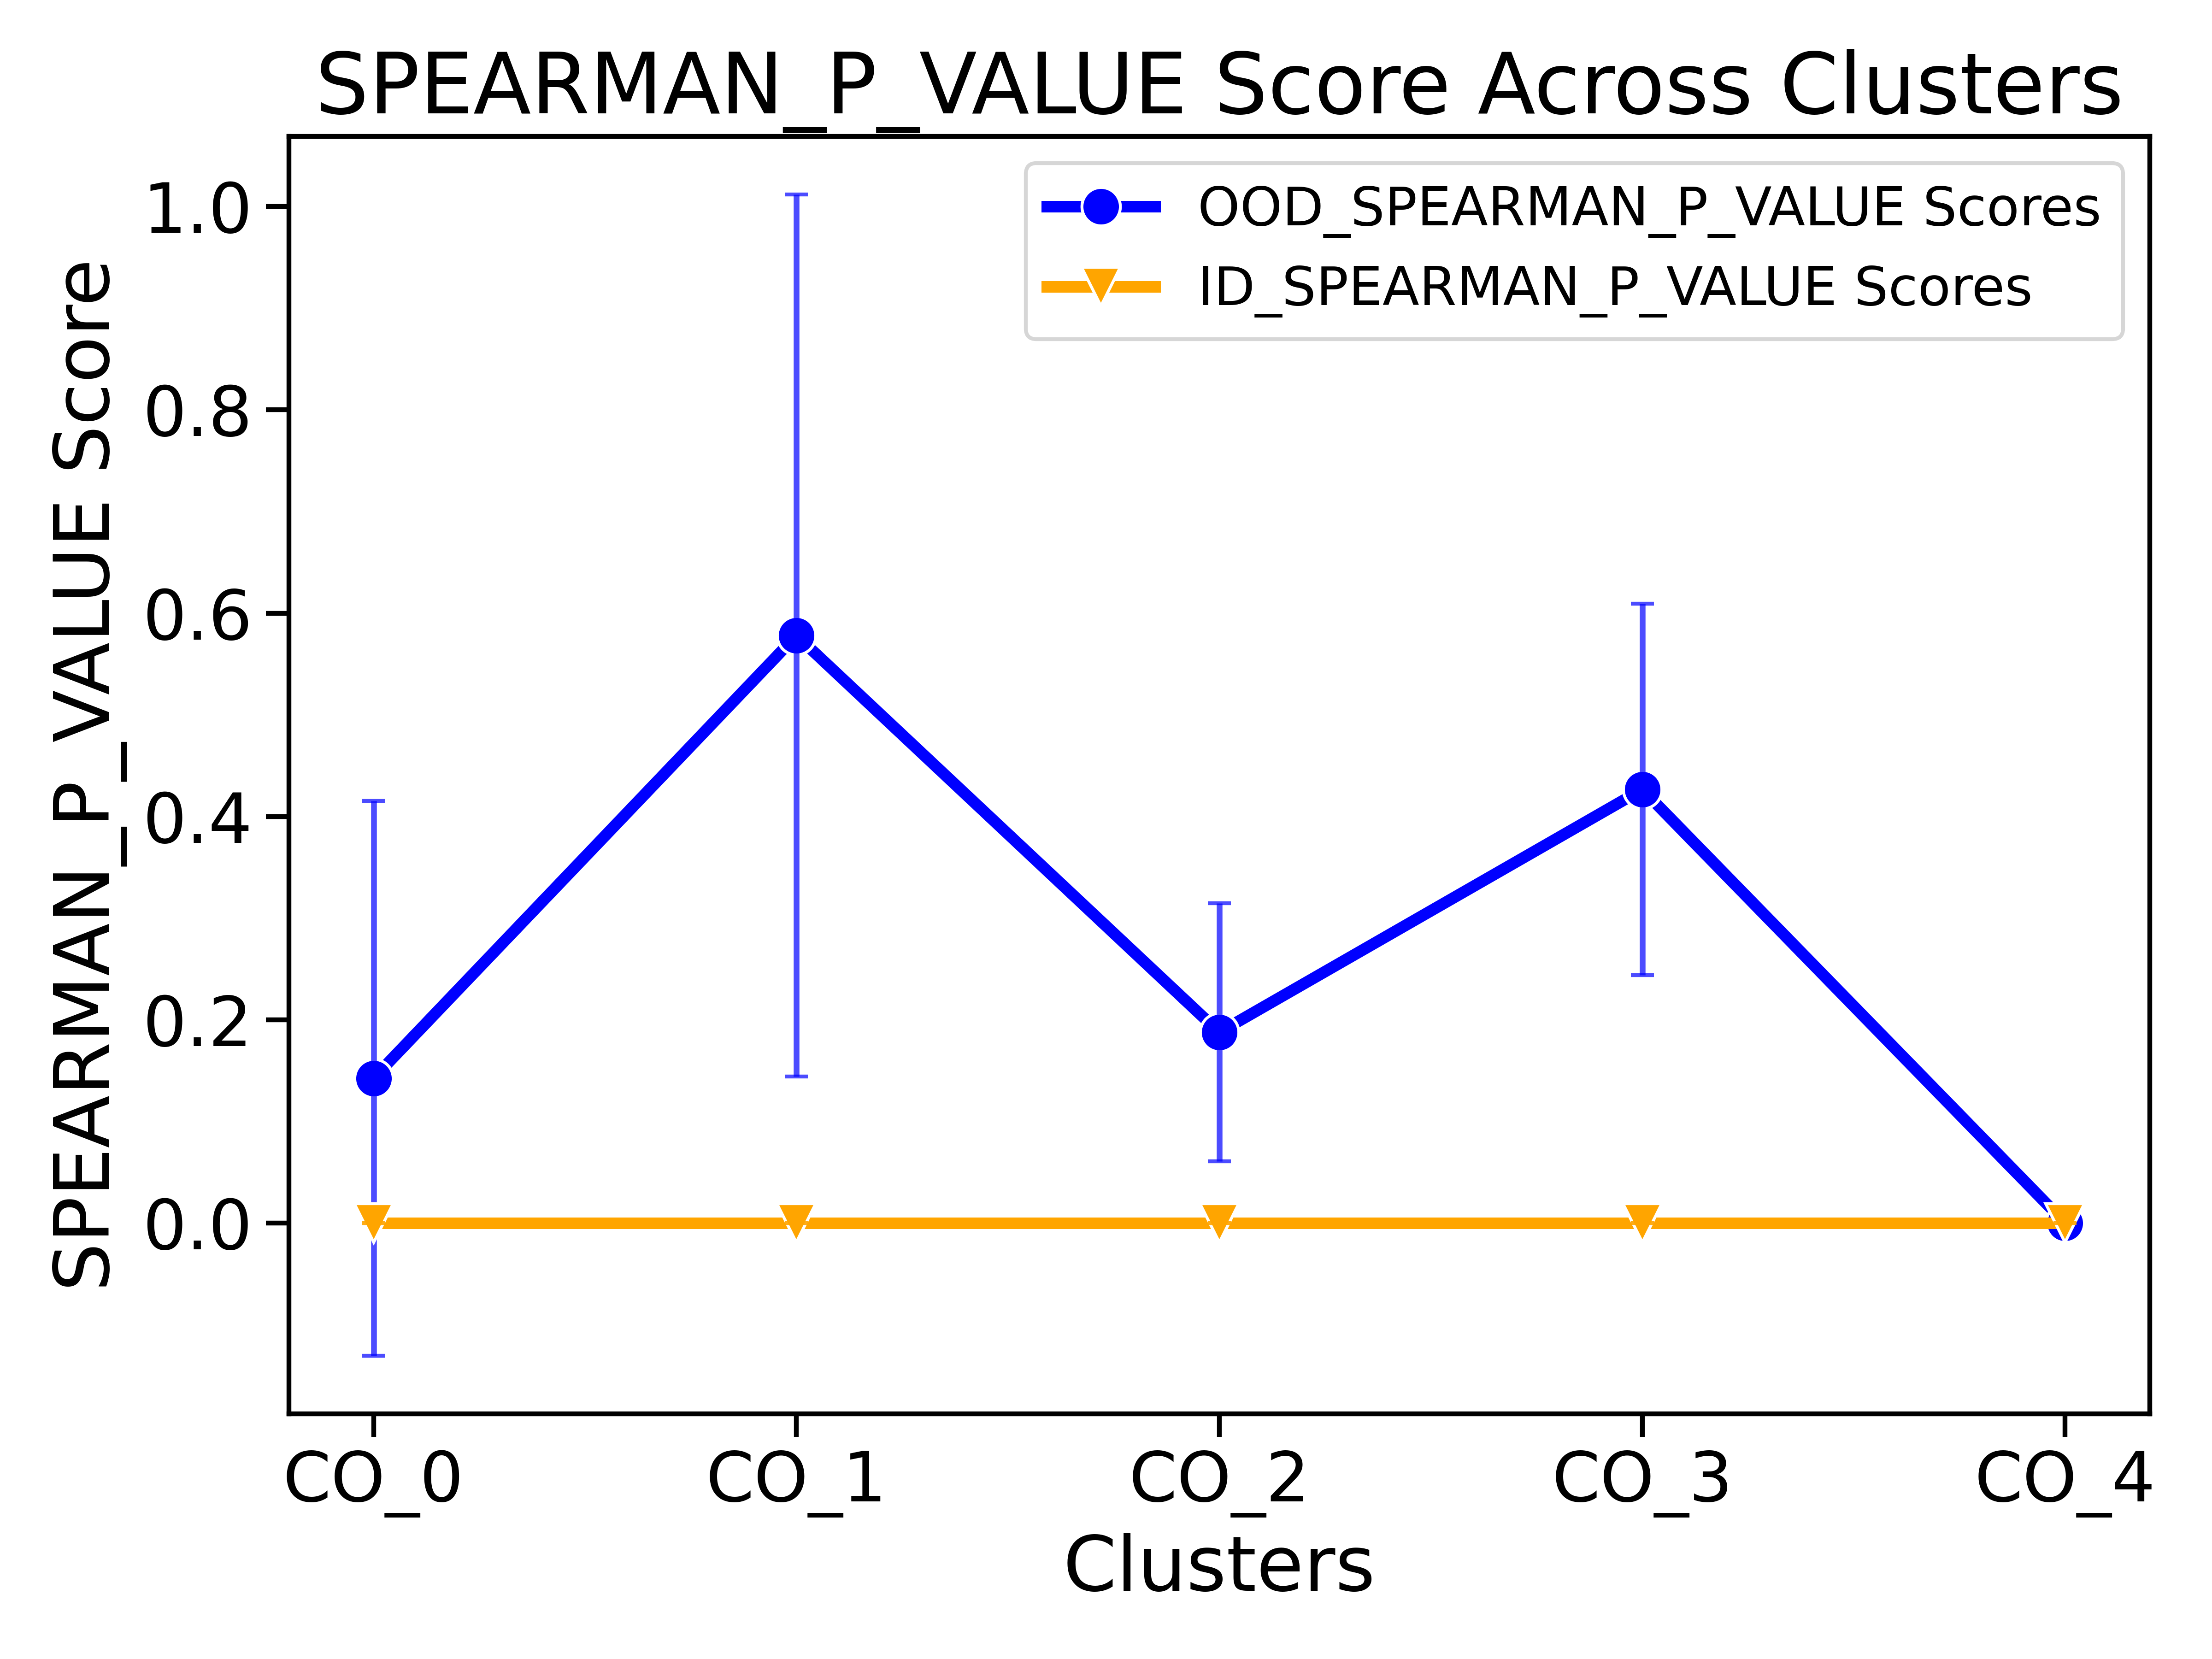 SPEARMAN_P_VALUE Score Across Clusters
OOD_SPEARMAN_P_VALUE Scores
ID_SPEARMAN_P_VALUE Scores
SPEARMAN_P_VALUE Score
1.0
0.8
0.6
0.4
0.2
0.0
CO_0 CO_1 CO_2 CO_3 CO_4
Clusters